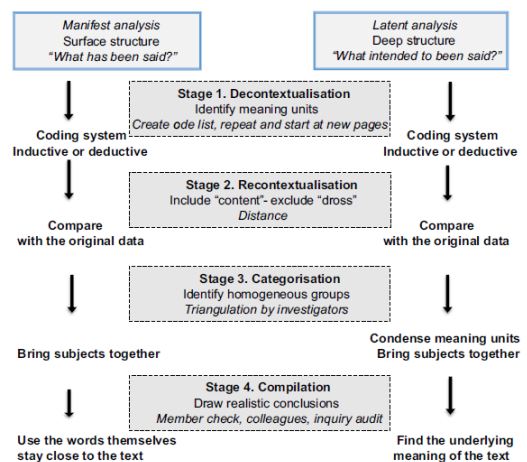 Manifest analysis
Surface structure
"What has been said?"
Latent analysis
Deep structure
"What intended to been said?"
Stage 1. Decontextualisation
Identify meaning units
Create ode list, repeat and start at new pages
Coding system
Inductive or deductive
Coding system
Inductive or deductive
Stage 2. Recontextualisation
Include "content"- exclude "dross"
Distance
Compare
with the original data
Compare
with the original data
Stage 3. Categorisation
Identify homogeneous groups
Triangulation by investigators
Bring subjects together
Condense meaning units
Bring subjects together
Stage 4. Compilation
Draw realistic conclusions
Member check, colleagues, inquiry audit
Use the words themselves
stay close to the text
Find the underlying
meaning of the text